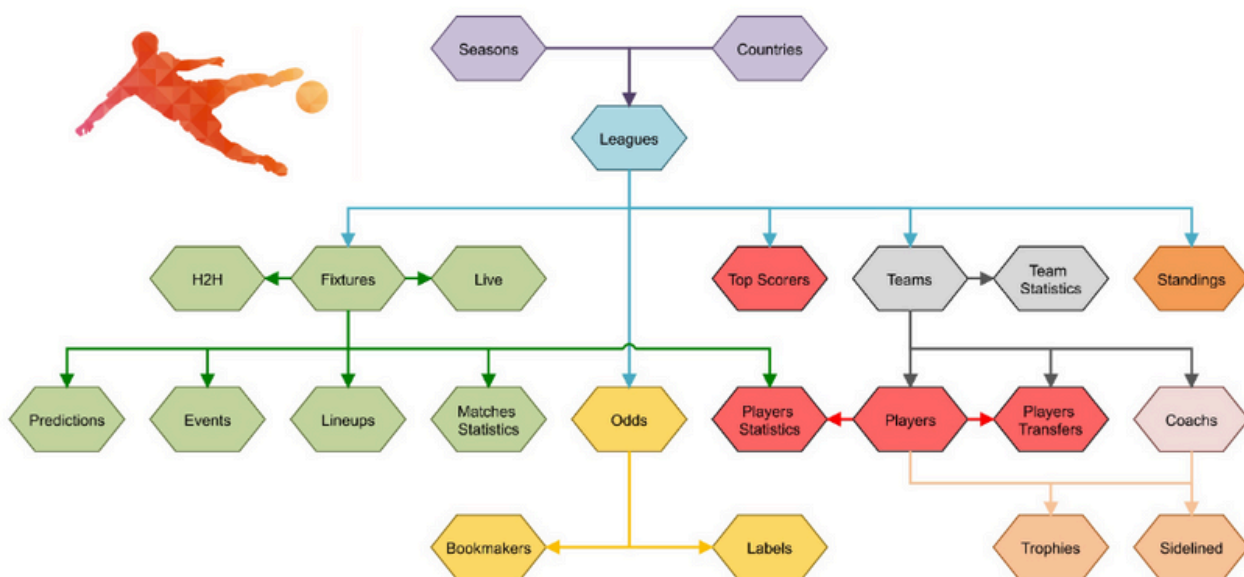 Seasons
Countries
Leagues
H2H
Fixtures
Live
Top Scorers
Teams
Team
Statistics
Standings
Predictions
Events
Lineups
Matches
Statistics
Odds
Players
Statistics
Players
Players
Transfers
Coachs
Bookmakers
Labels
Trophies
Sidelined